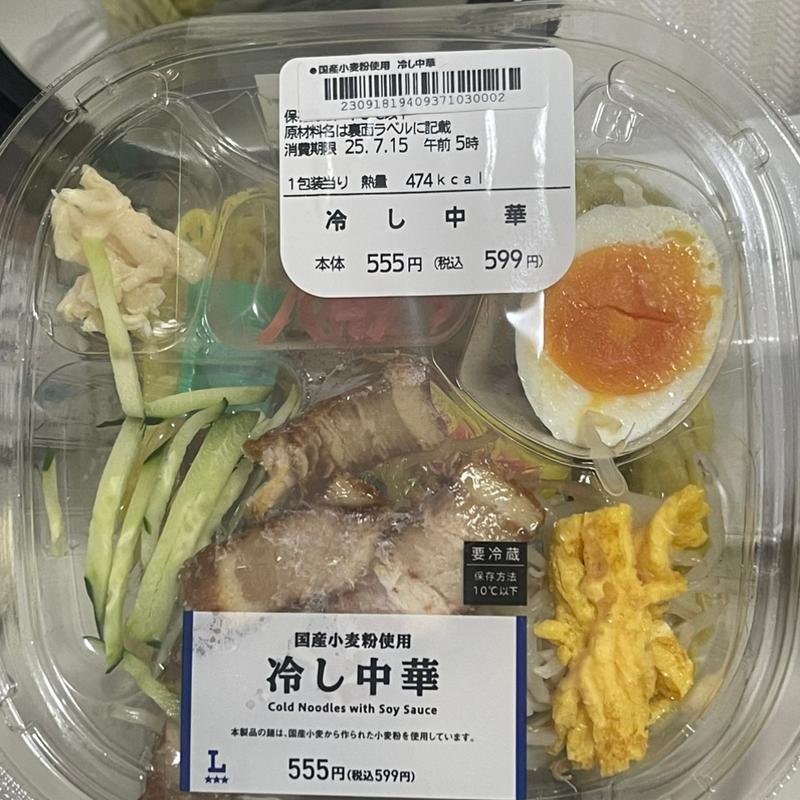 ●国産小麦粉使用 冷し中華
23091819409371030002
原材料名は裏面ラベルに記載
消費期限 25.7.15 午前5時
1包装当り 熱量 474kcal
冷し中華
本体 555円(税込 599円)
要冷蔵
保存方法
10℃以下
国産小麦粉使用
冷し中華
Cold Noodles with Soy Sauce
本製品の麺は、国産小麦から作られた小麦粉を使用しています。
L
★★★
555円(税込599円)